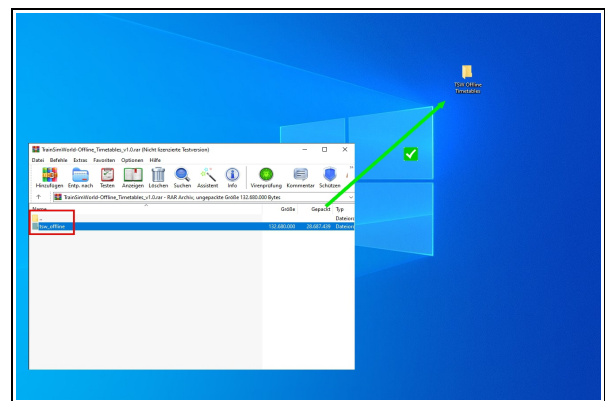 TSW Offline
Timetables
TrainSimWorld-Offline_Timetables_v1.0.rar (Nicht lizenzierte Testversion)
Datei Befehle Extras Favoriten Optionen Hilfe
Hinzufügen Entp. nach Testen Anzeigen Löschen Suchen Assistent Info Virenprüfung Kommentar Schützen
TrainSimWorld-Offline_Timetables_v1.0.rar - RAR Archiv, ungepackte Größe 132.680.000 Bytes
Name Größe Gepackt Typ
.. Dateiord
tsw_offline 132.680.000 28.687.439 Dateiord